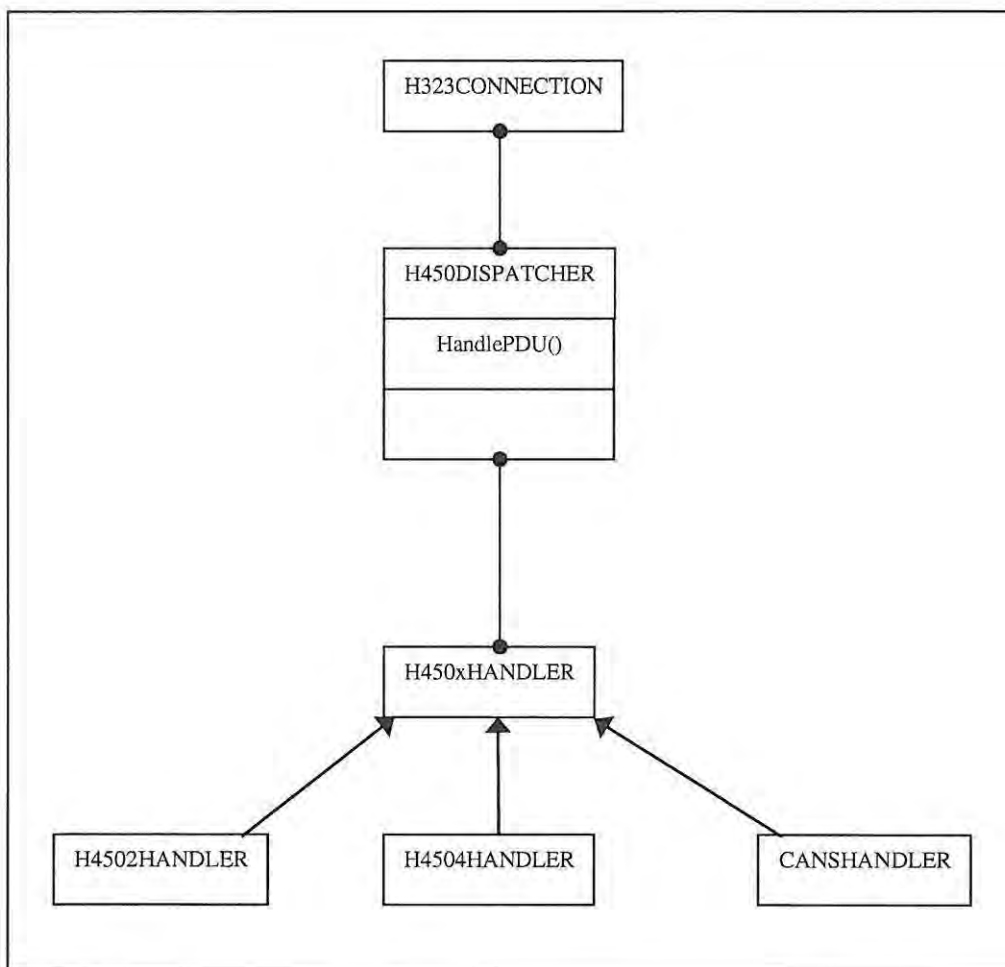 H323CONNECTION
H450DISPATCHER
HandlePDU()
H450xHANDLER
H4502HANDLER
H4504HANDLER
CANSHANDLER